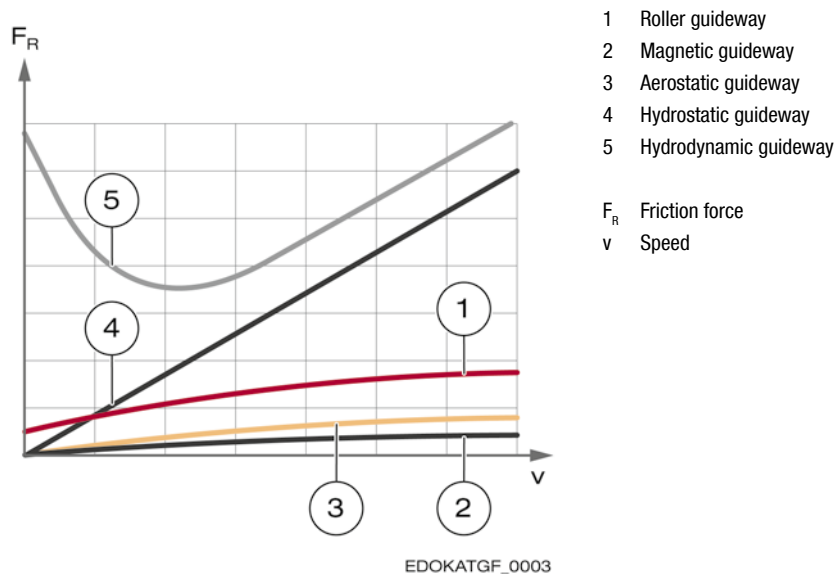 F_R
5
4
1
3
2
v
EDOKATGF_0003
1 Roller guideway
2 Magnetic guideway
3 Aerostatic guideway
4 Hydrostatic guideway
5 Hydrodynamic guideway
F_R Friction force
v Speed